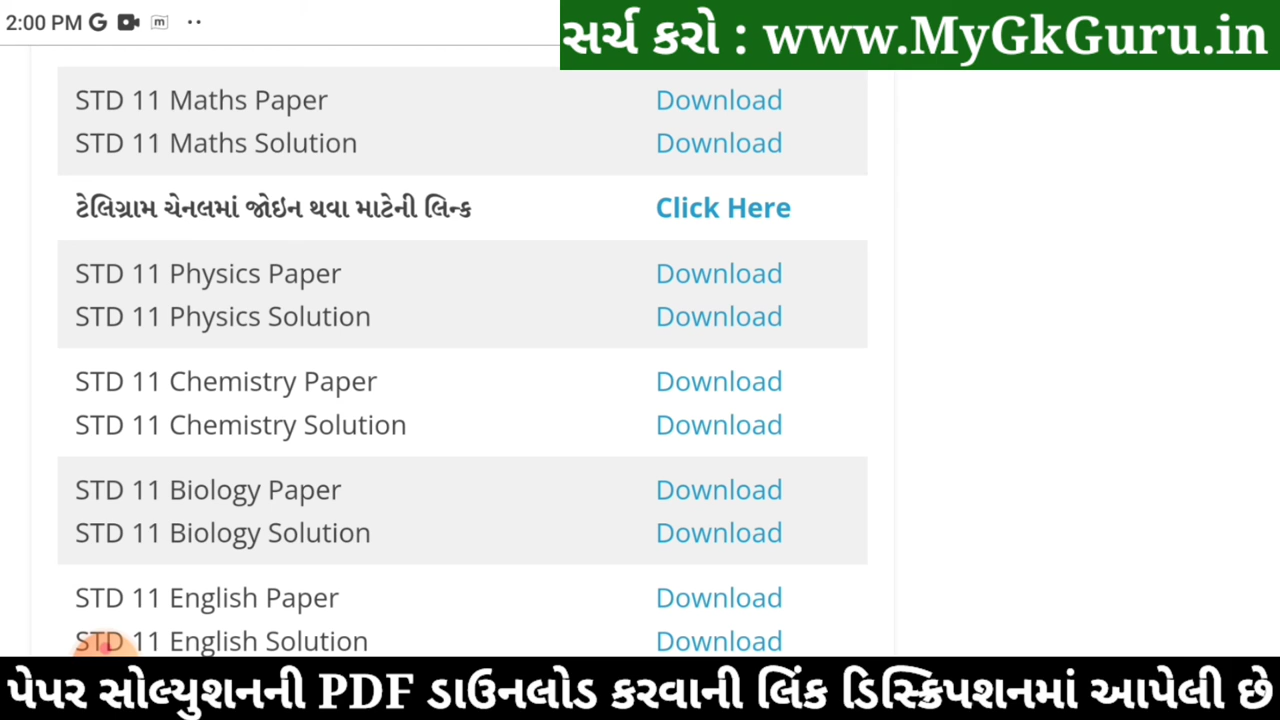 2:00 PM G m
સર્ચ કરો : www.MyGkGuru.in
STD 11 Maths Paper Download
STD 11 Maths Solution Download
ટેલિગ્રામ ચેનલમાં જોઇન થવા માટેની લિન્ક Click Here
STD 11 Physics Paper Download
STD 11 Physics Solution Download
STD 11 Chemistry Paper Download
STD 11 Chemistry Solution Download
STD 11 Biology Paper Download
STD 11 Biology Solution Download
STD 11 English Paper Download
STD 11 English Solution Download
પેપર સોલ્યુશનની PDF ડાઉનલોડ કરવાની લિંક ડિસ્ક્રિપશનમાં આપેલી છે